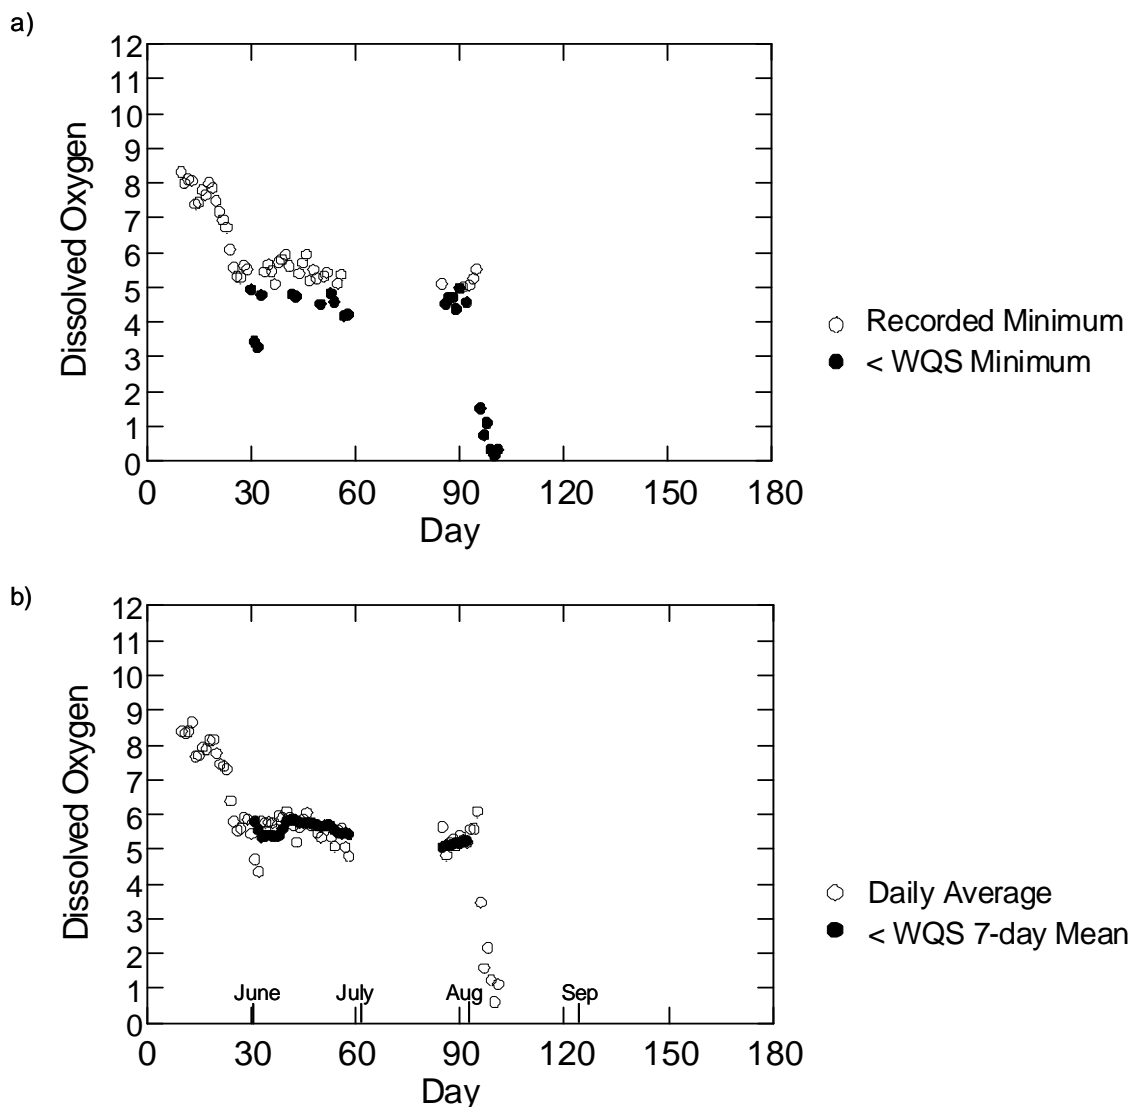 a)
12
11
10
9
8
7
6
5
4
3
2
1
0
Dissolved Oxygen
0 30 60 90 120 150 180
Day
Recorded Minimum
< WQS Minimum
b)
12
11
10
9
8
7
6
5
4
3
2
1
0
Dissolved Oxygen
June July Aug Sep
0 30 60 90 120 150 180
Day
Daily Average
< WQS 7-day Mean